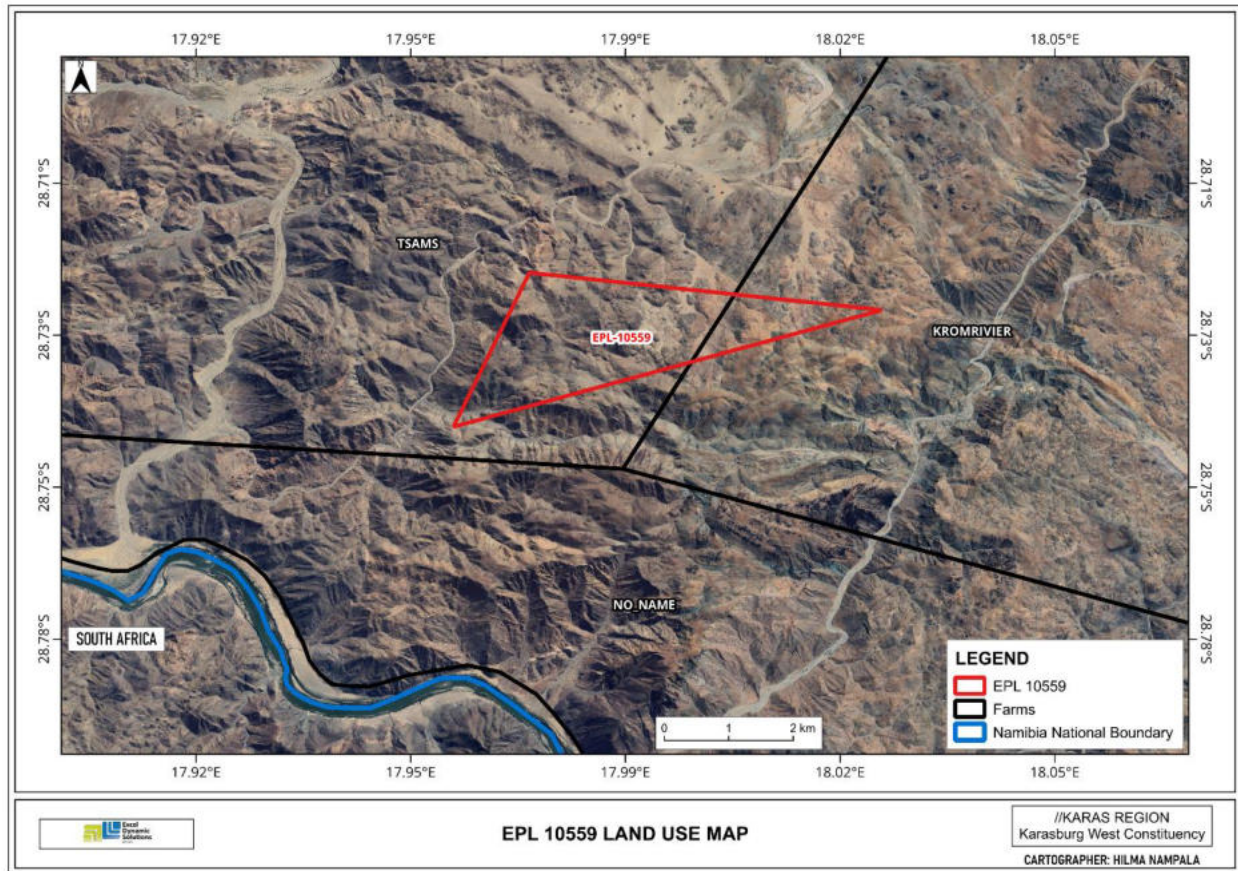 17.92°E 17.95°E 17.99°E 18.02°E 18.05°E
28.71°S
28.71°S
TSAMS
28.73°S
EPL-10559
KROMRIVIER
28.73°S
28.75°S
28.75°S
NO_NAME
28.78°S
SOUTH AFRICA
28.78°S
LEGEND
EPL 10559
Farms
Namibia National Boundary
0 1 2 km
17.92°E 17.95°E 17.99°E 18.02°E 18.05°E
Excel
Dynamic
Solutions
EPL 10559 LAND USE MAP
//KARAS REGION
Karasburg West Constituency
CARTOGRAPHER: HILMA NAMPALA